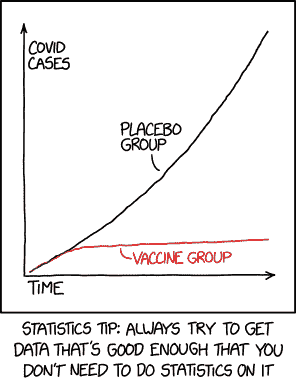 COVID
CASES
PLACEBO
GROUP
VACCINE GROUP
TIME
STATISTICS TIP: ALWAYS TRY TO GET
DATA THAT'S GOOD ENOUGH THAT YOU
DON'T NEED TO DO STATISTICS ON IT